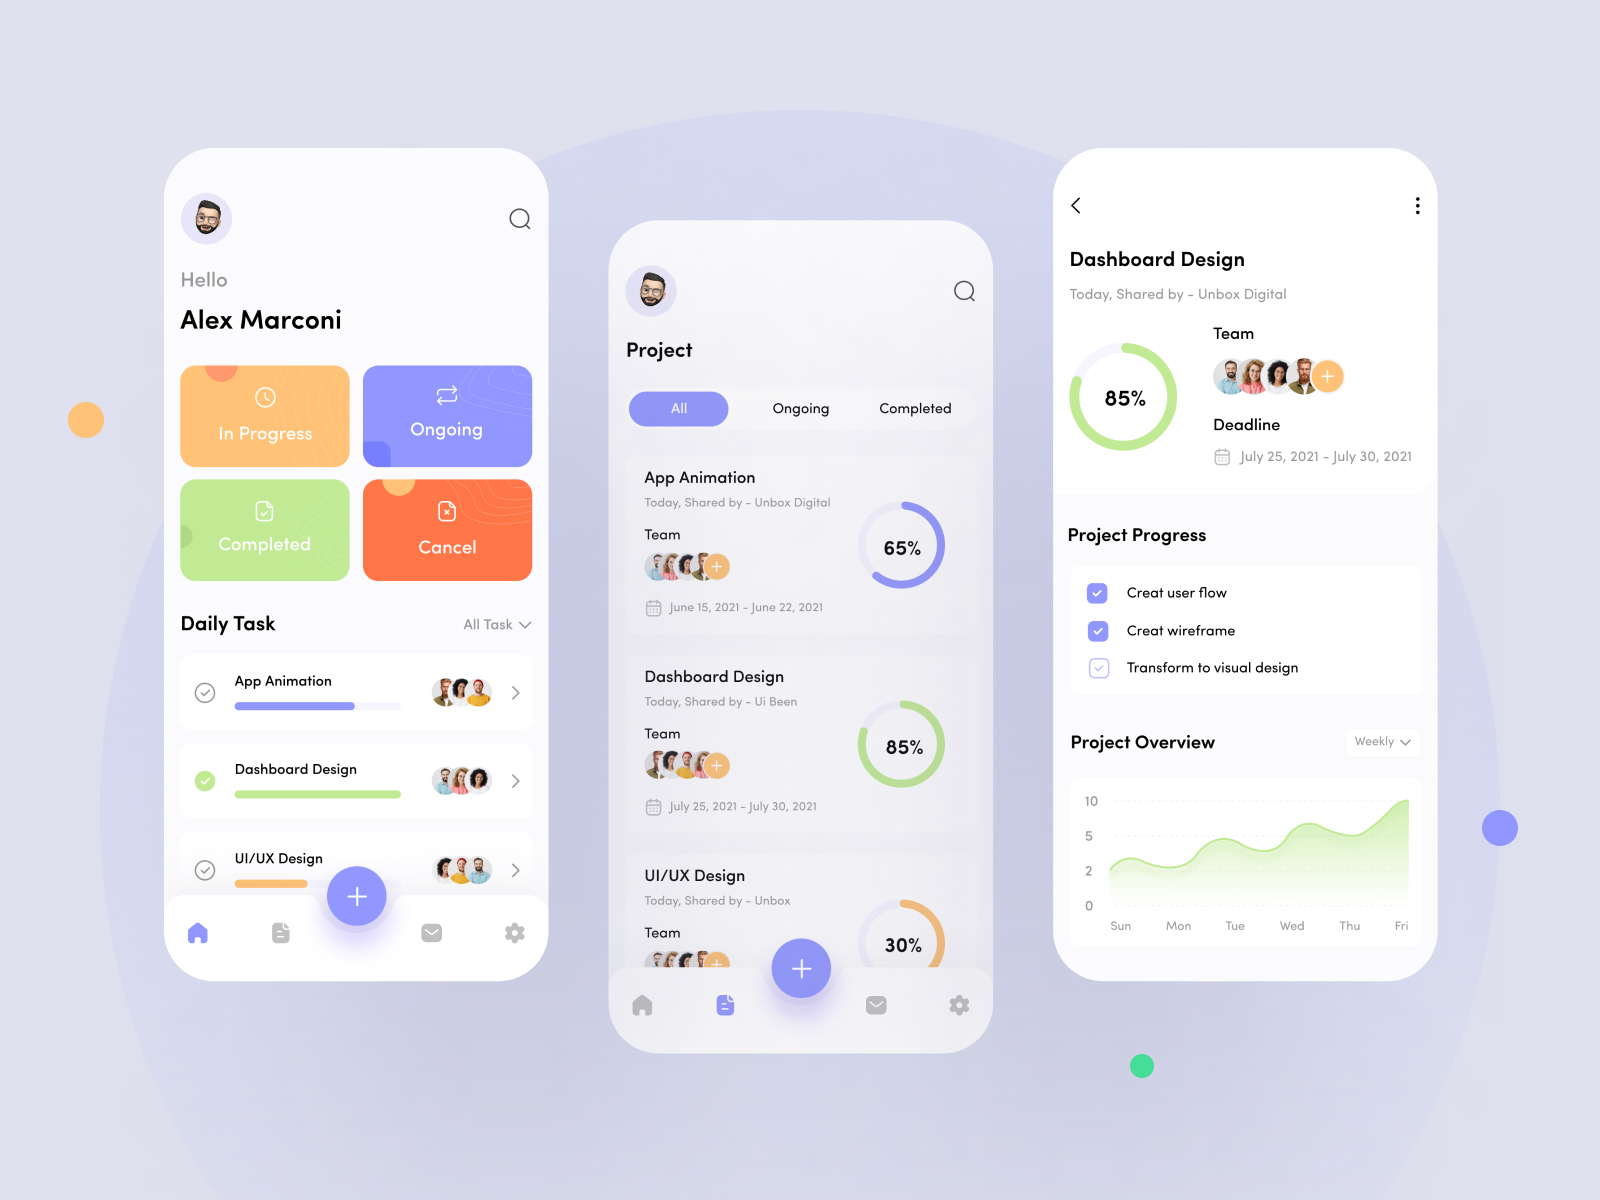 Hello
Alex Marconi
In Progress
Ongoing
Completed
Cancel
Daily Task
All Task
App Animation
Dashboard Design
UI/UX Design
Project
All
Ongoing
Completed
App Animation
Today, Shared by - Unbox Digital
Team
65%
June 15, 2021 - June 22, 2021
Dashboard Design
Today, Shared by - Ui Been
Team
85%
July 25, 2021 - July 30, 2021
UI/UX Design
Today, Shared by - Unbox
Team
30%
Dashboard Design
Today, Shared by - Unbox Digital
85%
Team
Deadline
July 25, 2021 - July 30, 2021
Project Progress
Creat user flow
Creat wireframe
Transform to visual design
Project Overview
Weekly
10
5
2
0
Sun Mon Tue Wed Thu Fri